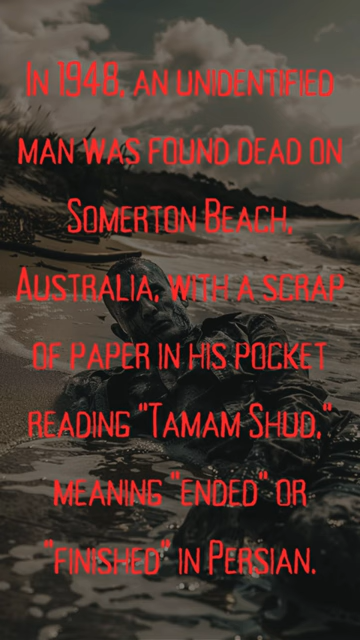 In 1948, an unidentified
man was found dead on
Somerton Beach,
Australia, with a scrap
of paper in his pocket
reading "Tamam Shud,"
meaning "ended" or
"finished" in Persian.